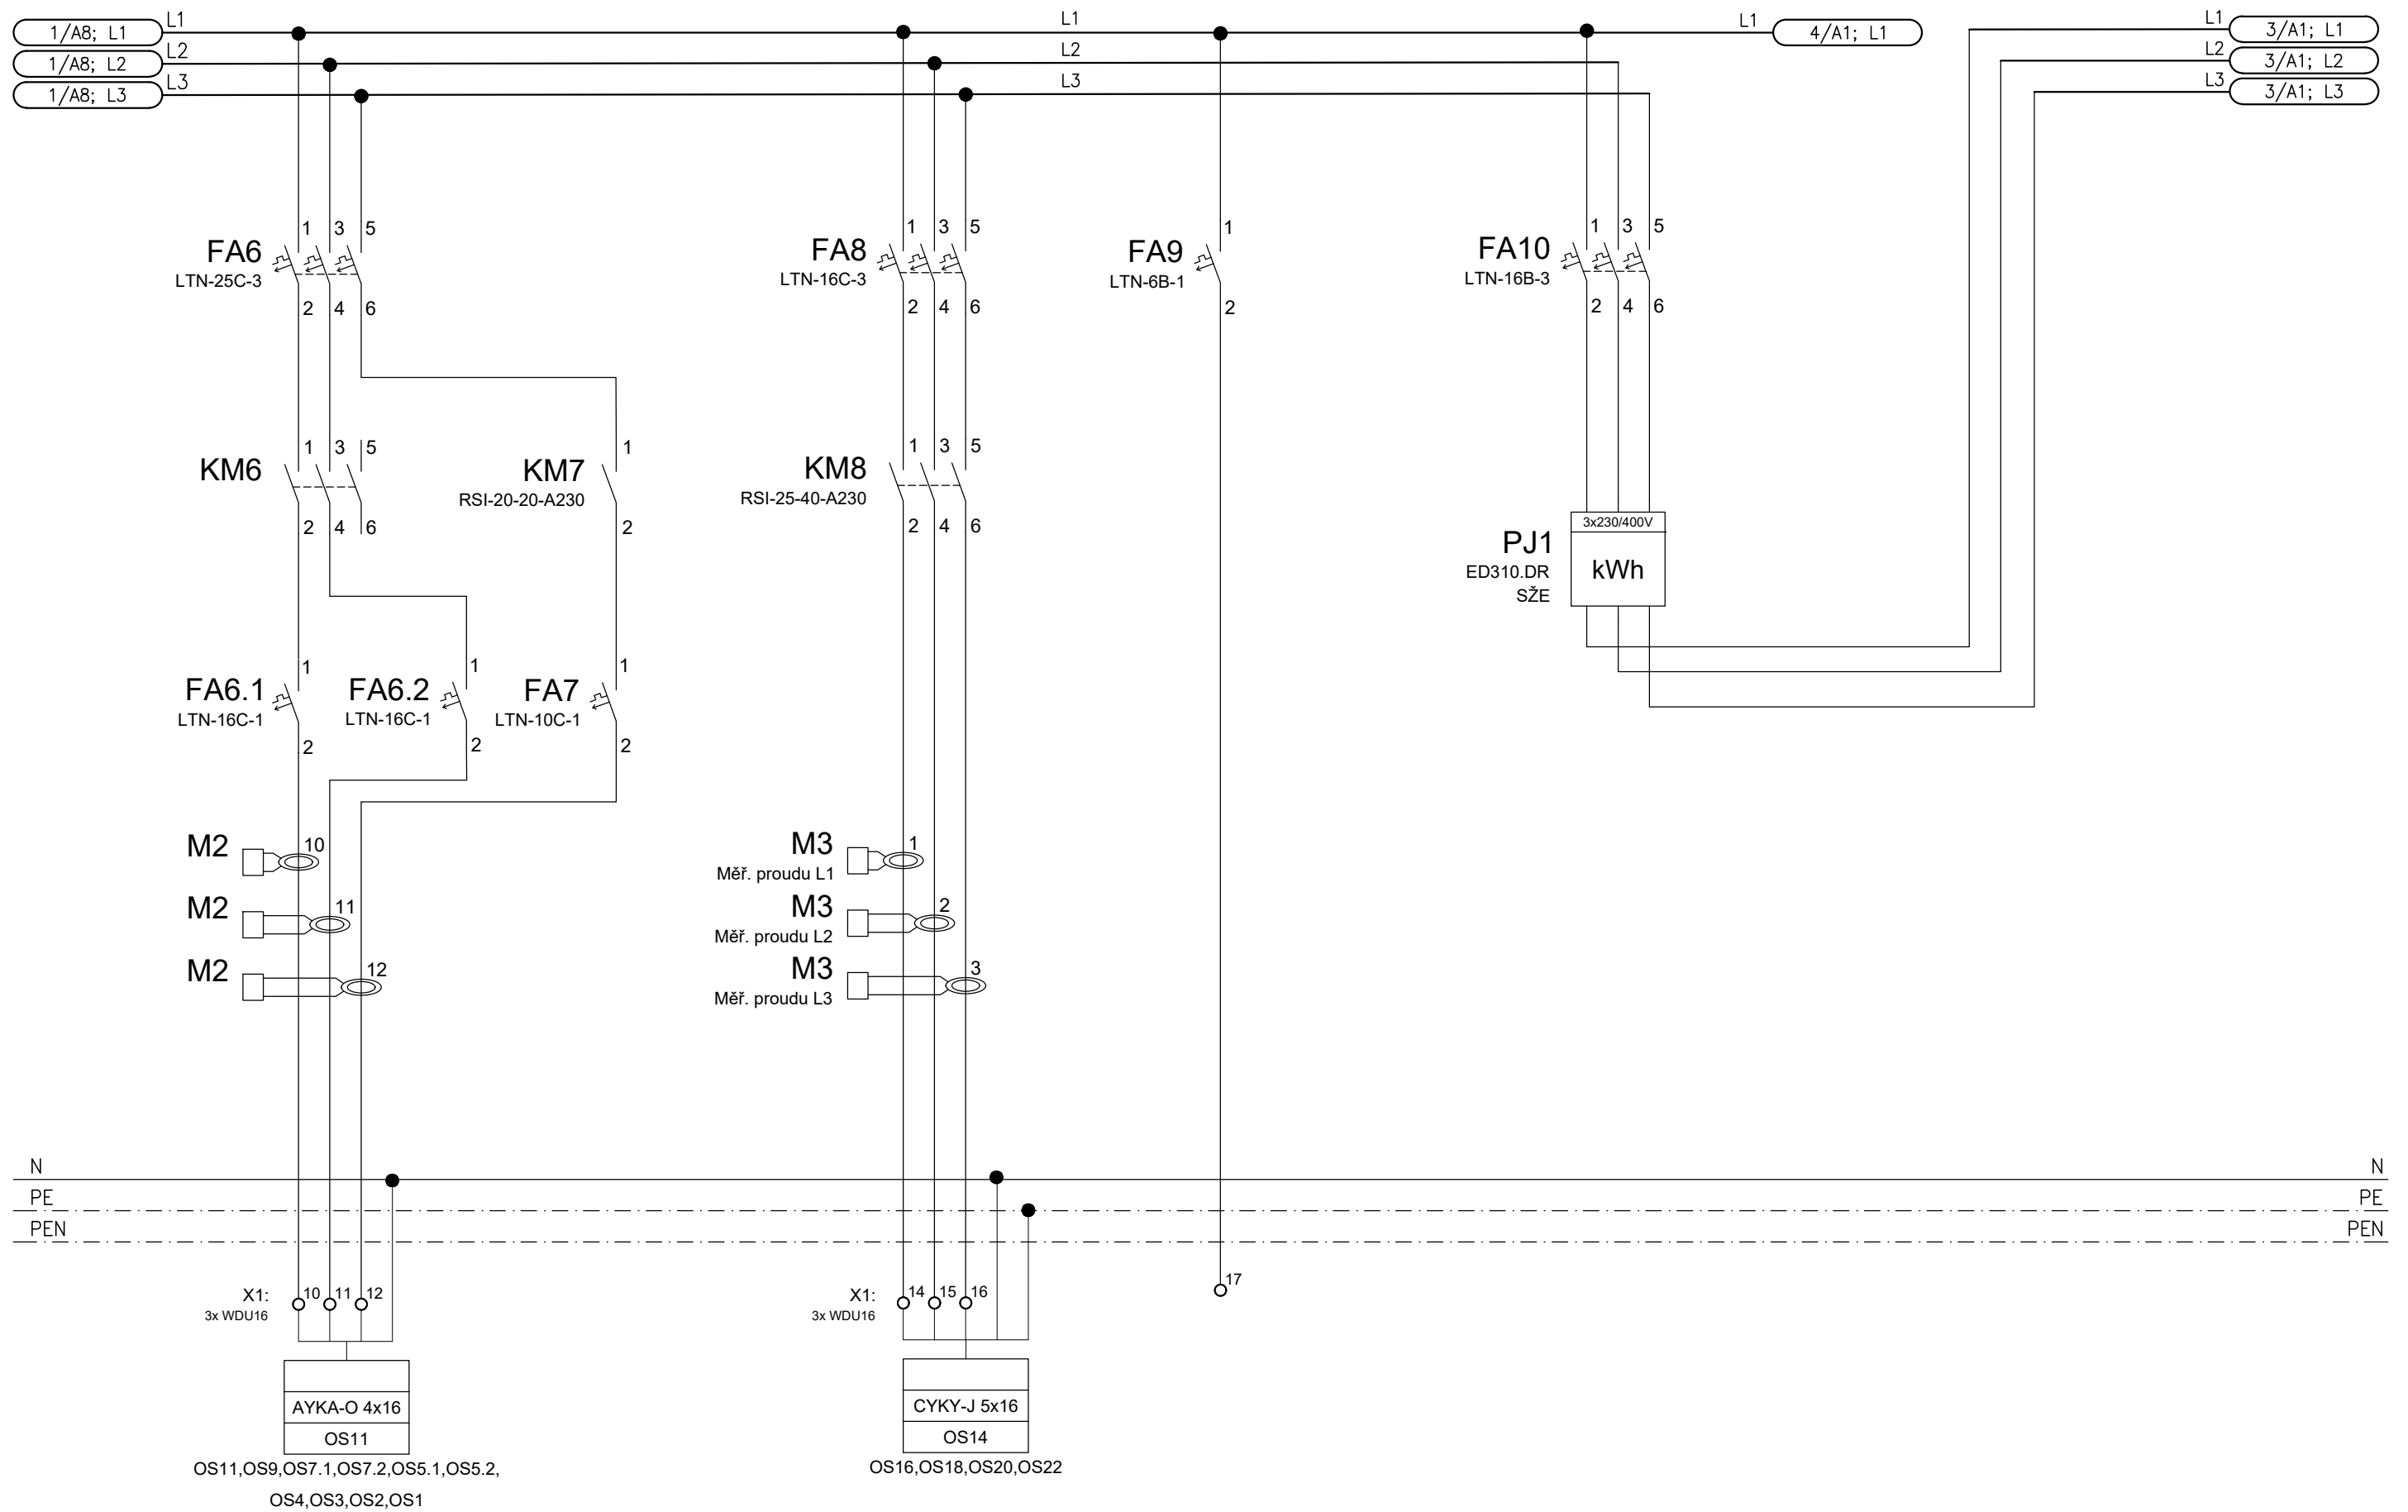 L1 L1 L1 L1
1/A8; L1 4/A1; L1 3/A1; L1
L2 L2 L2
1/A8; L2 3/A1; L2
L3 L3 L3
1/A8; L3 3/A1; L3
1 3 5 1 3 5 1 1 3 5
FA6 FA8 FA9 FA10
LTN-25C-3 LTN-16C-3 LTN-6B-1 LTN-16B-3
2 4 6 2 4 6 2 2 4 6
1 3 5 1 1 3 5
KM6 KM7 KM8
RSI-20-20-A230 RSI-25-40-A230
2 4 6 2 2 4 6
3x230/400V
PJ1
ED310.DR kWh
SŽE
1 1 1
FA6.1 FA6.2 FA7
LTN-16C-1 LTN-16C-1 LTN-10C-1
2 2 2
M2 10 M3 1
Měř. proudu L1
M2 11 M3 2
Měř. proudu L2
M2 12 M3 3
Měř. proudu L3
N N
PE PE
PEN PEN
X1: 10 11 12 X1: 14 15 16 17
3x WDU16 3x WDU16
AYKA-O 4x16 CYKY-J 5x16
OS11 OS14
OS11,OS9,OS7.1,OS7.2,OS5.1,OS5.2, OS16,OS18,OS20,OS22
OS4,OS3,OS2,OS1